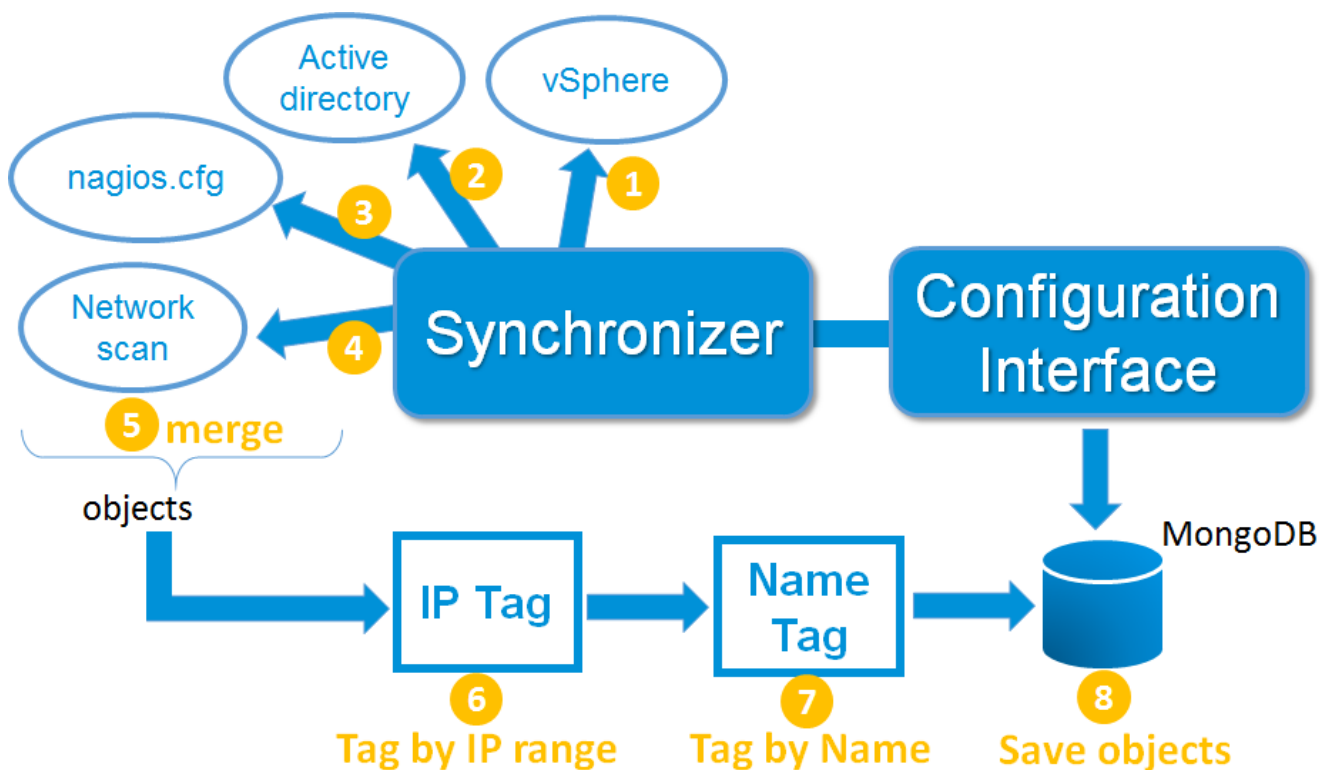 Active
directory
vSphere
nagios.cfg
2
1
3
Network
scan
4
Synchronizer
Configuration
Interface
5 merge
objects
MongoDB
IP Tag
Name
Tag
6
7
8
Tag by IP range
Tag by Name
Save objects